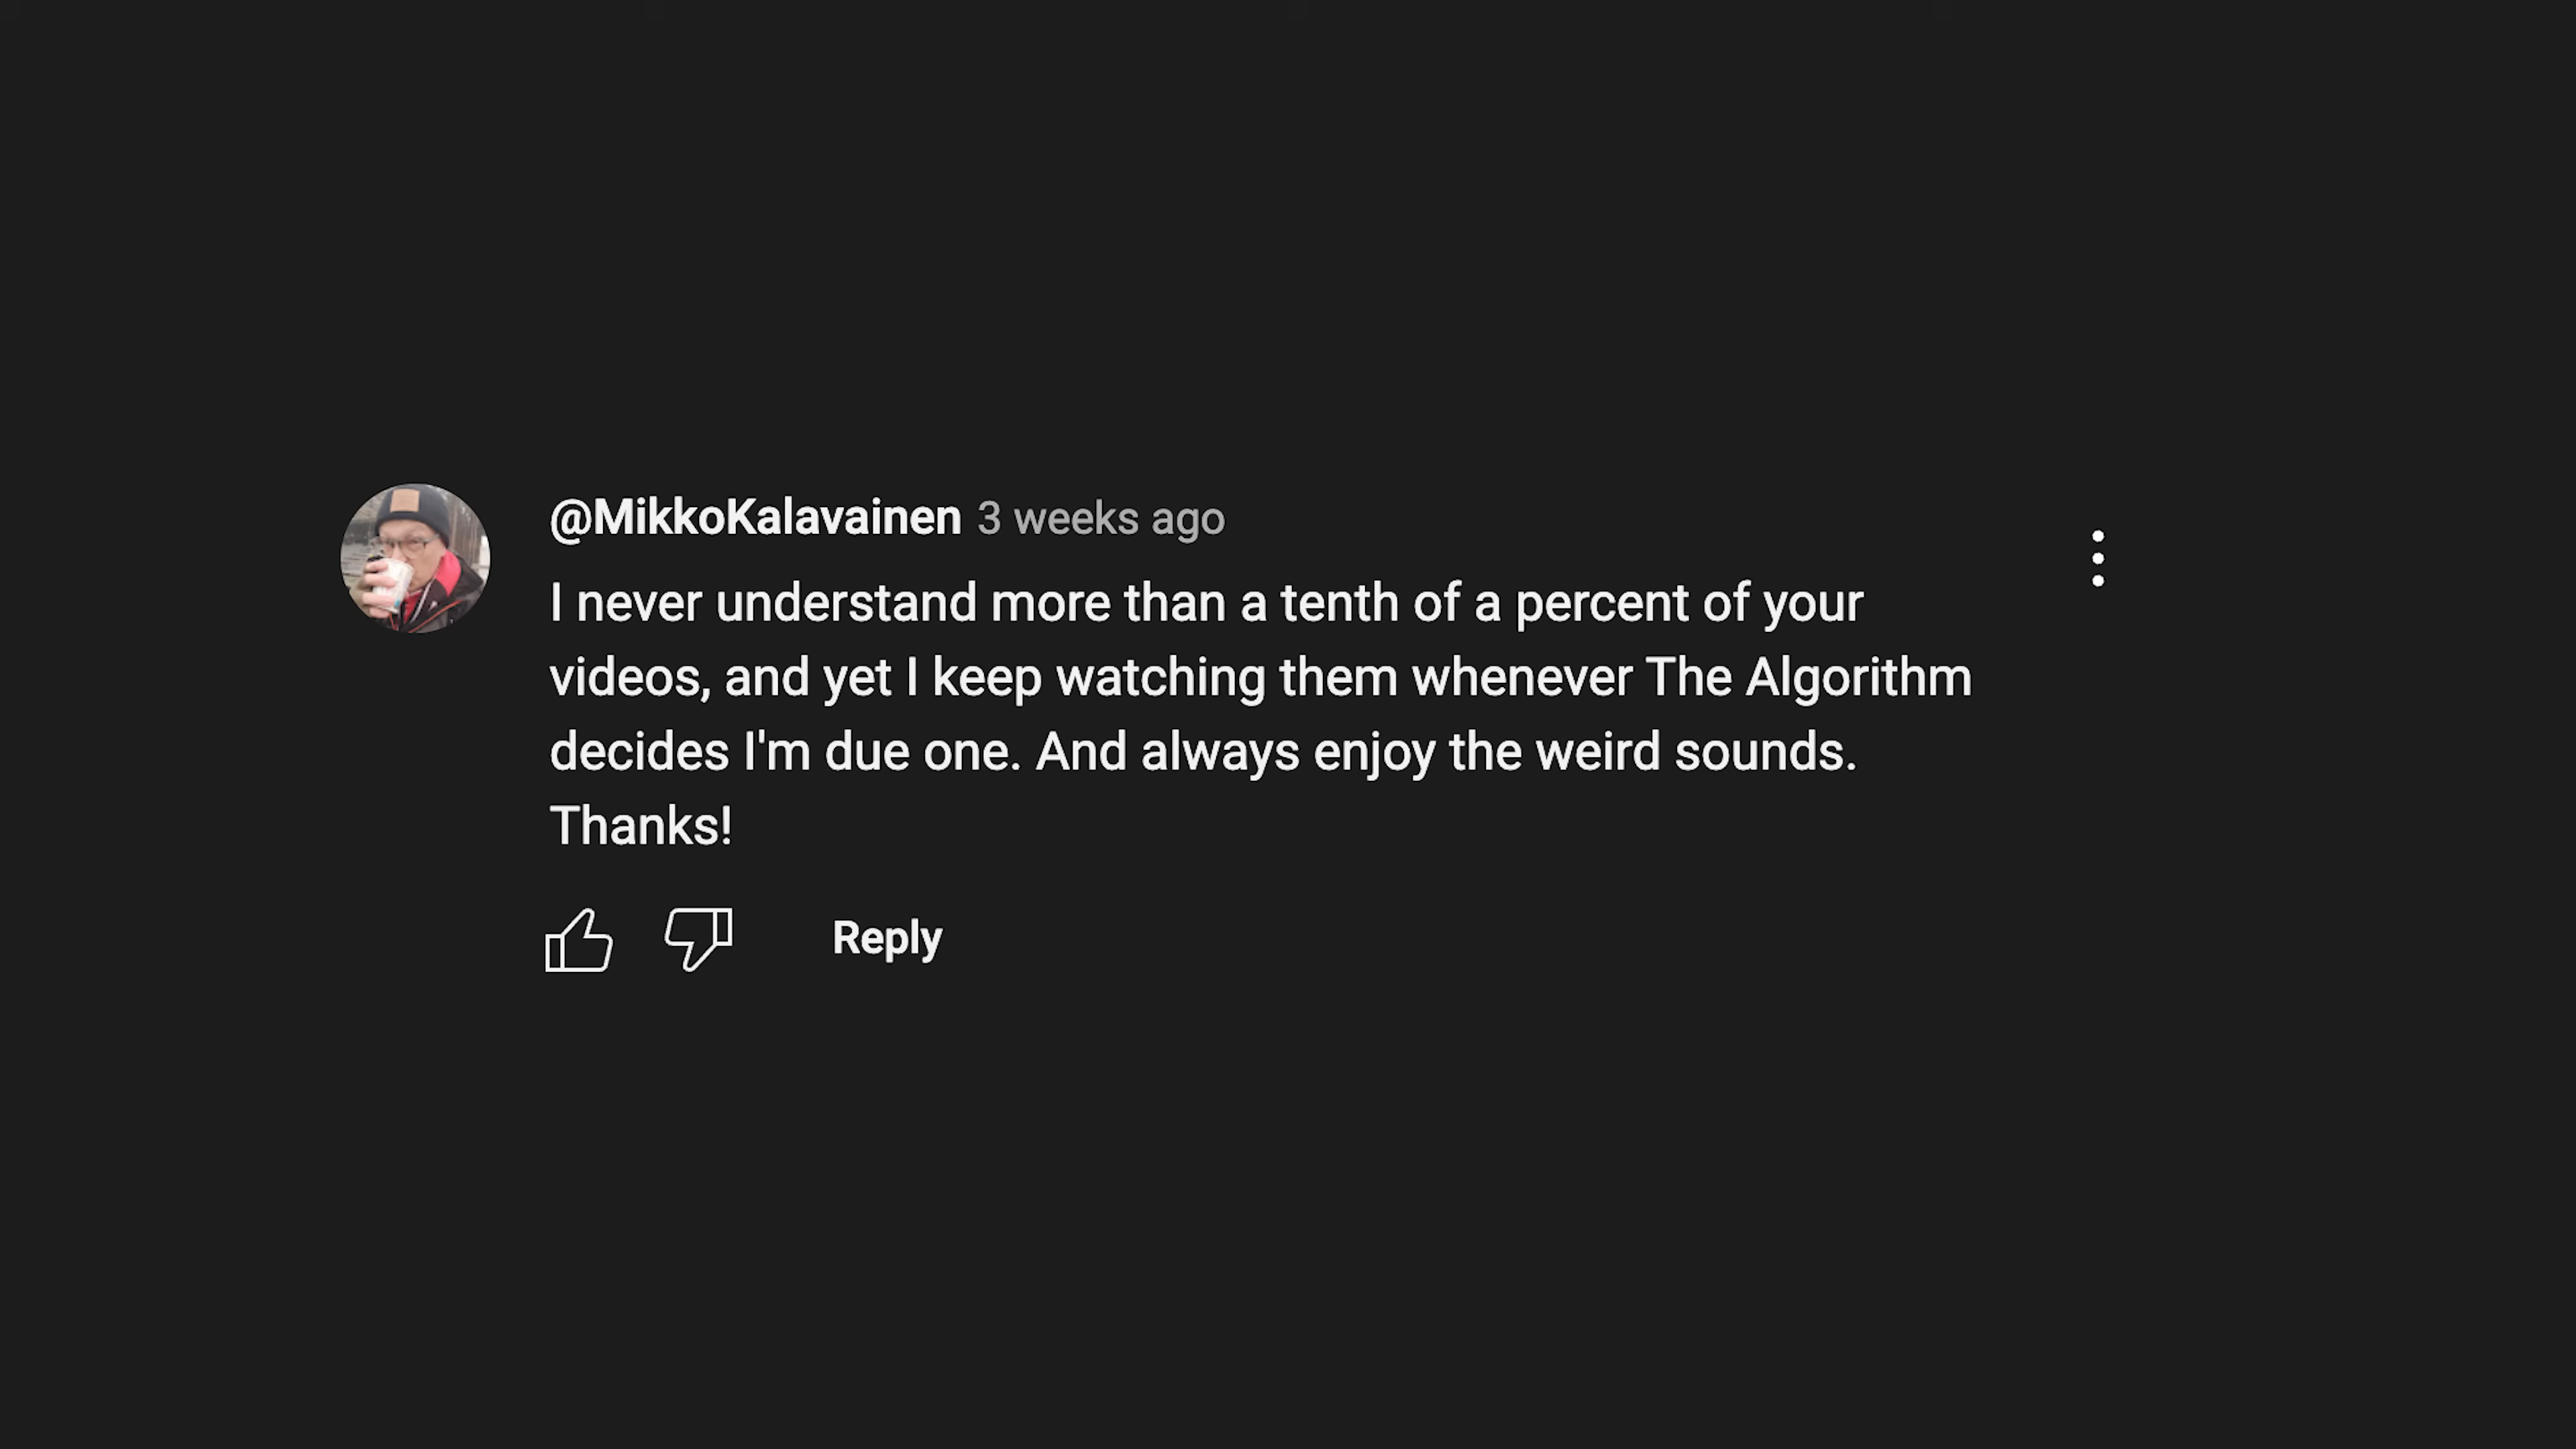 @MikkoKalavainen 3 weeks ago
I never understand more than a tenth of a percent of your
videos, and yet I keep watching them whenever The Algorithm
decides I'm due one. And always enjoy the weird sounds.
Thanks!
Reply